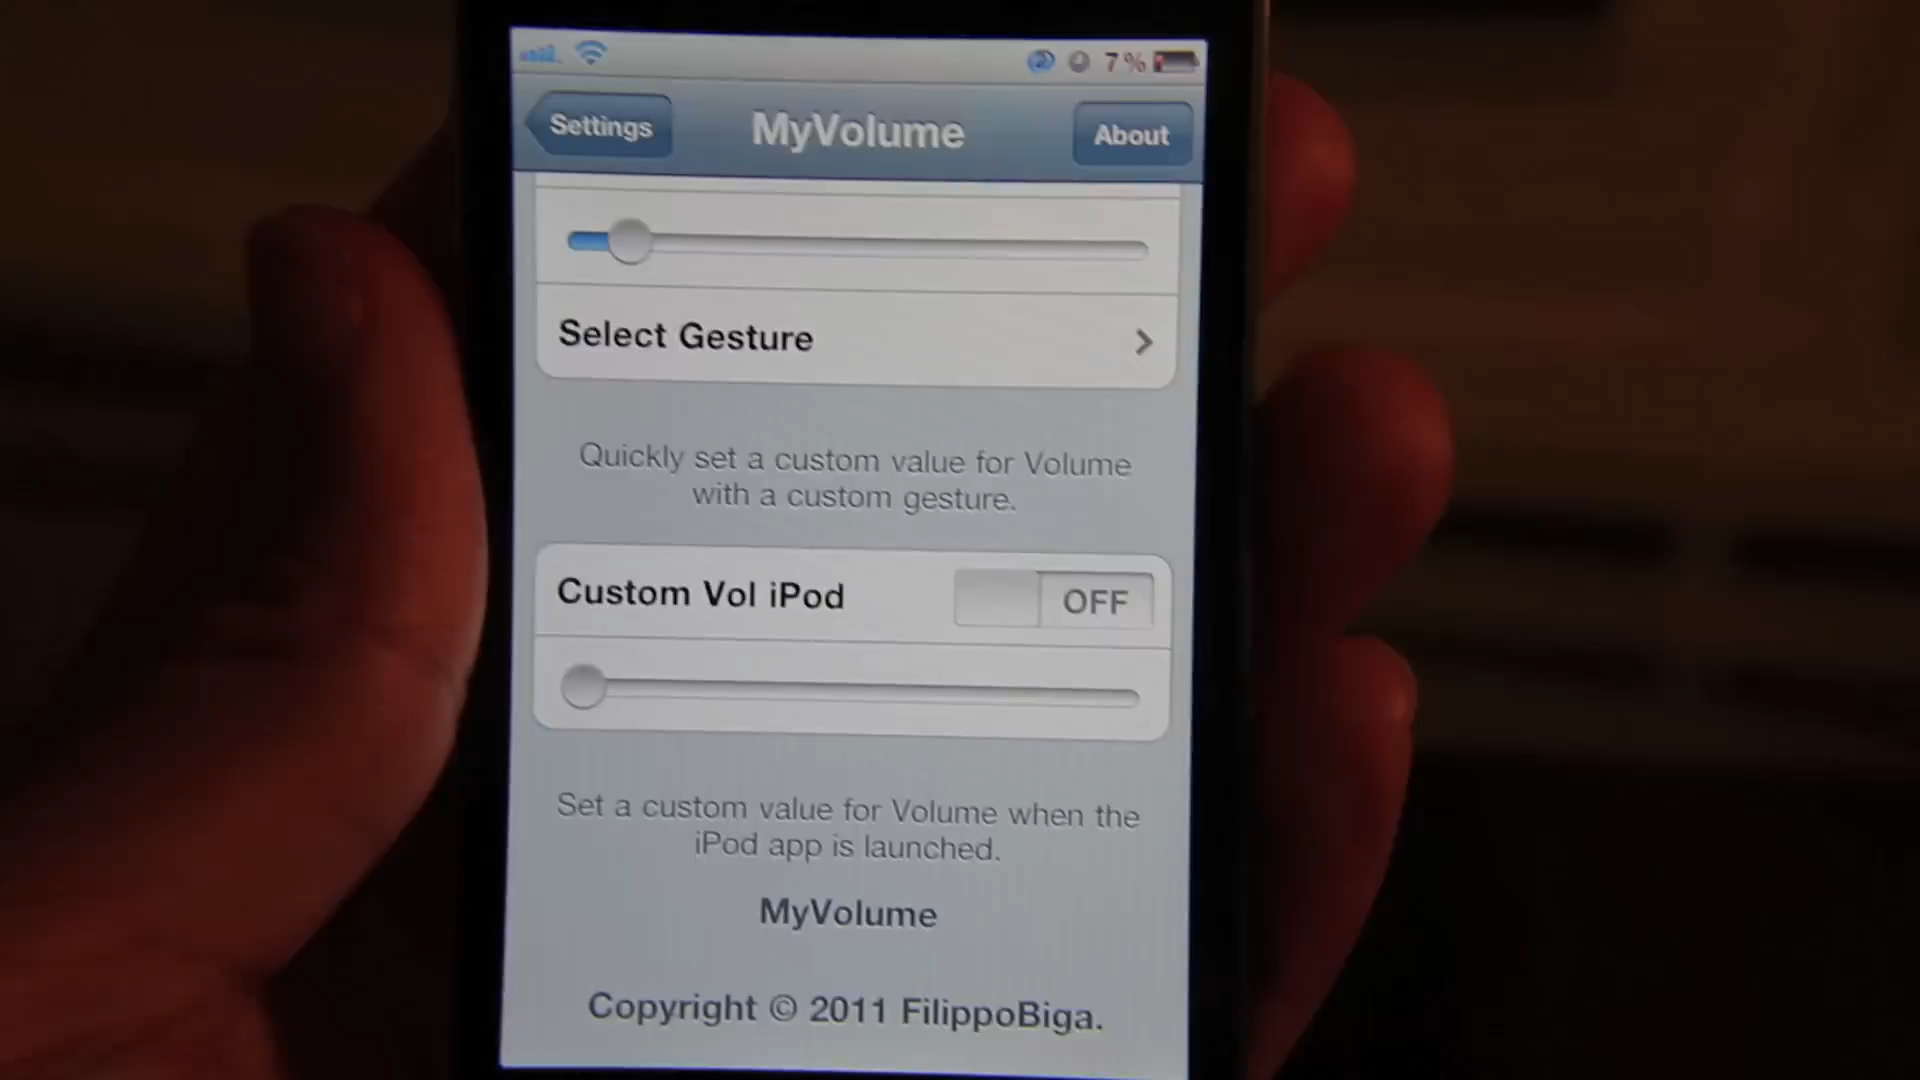 7%
Settings
MyVolume
About
Select Gesture
Quickly set a custom value for Volume
with a custom gesture.
Custom Vol iPod
OFF
Set a custom value for Volume when the
iPod app is launched.
MyVolume
Copyright © 2011 FilippoBiga.